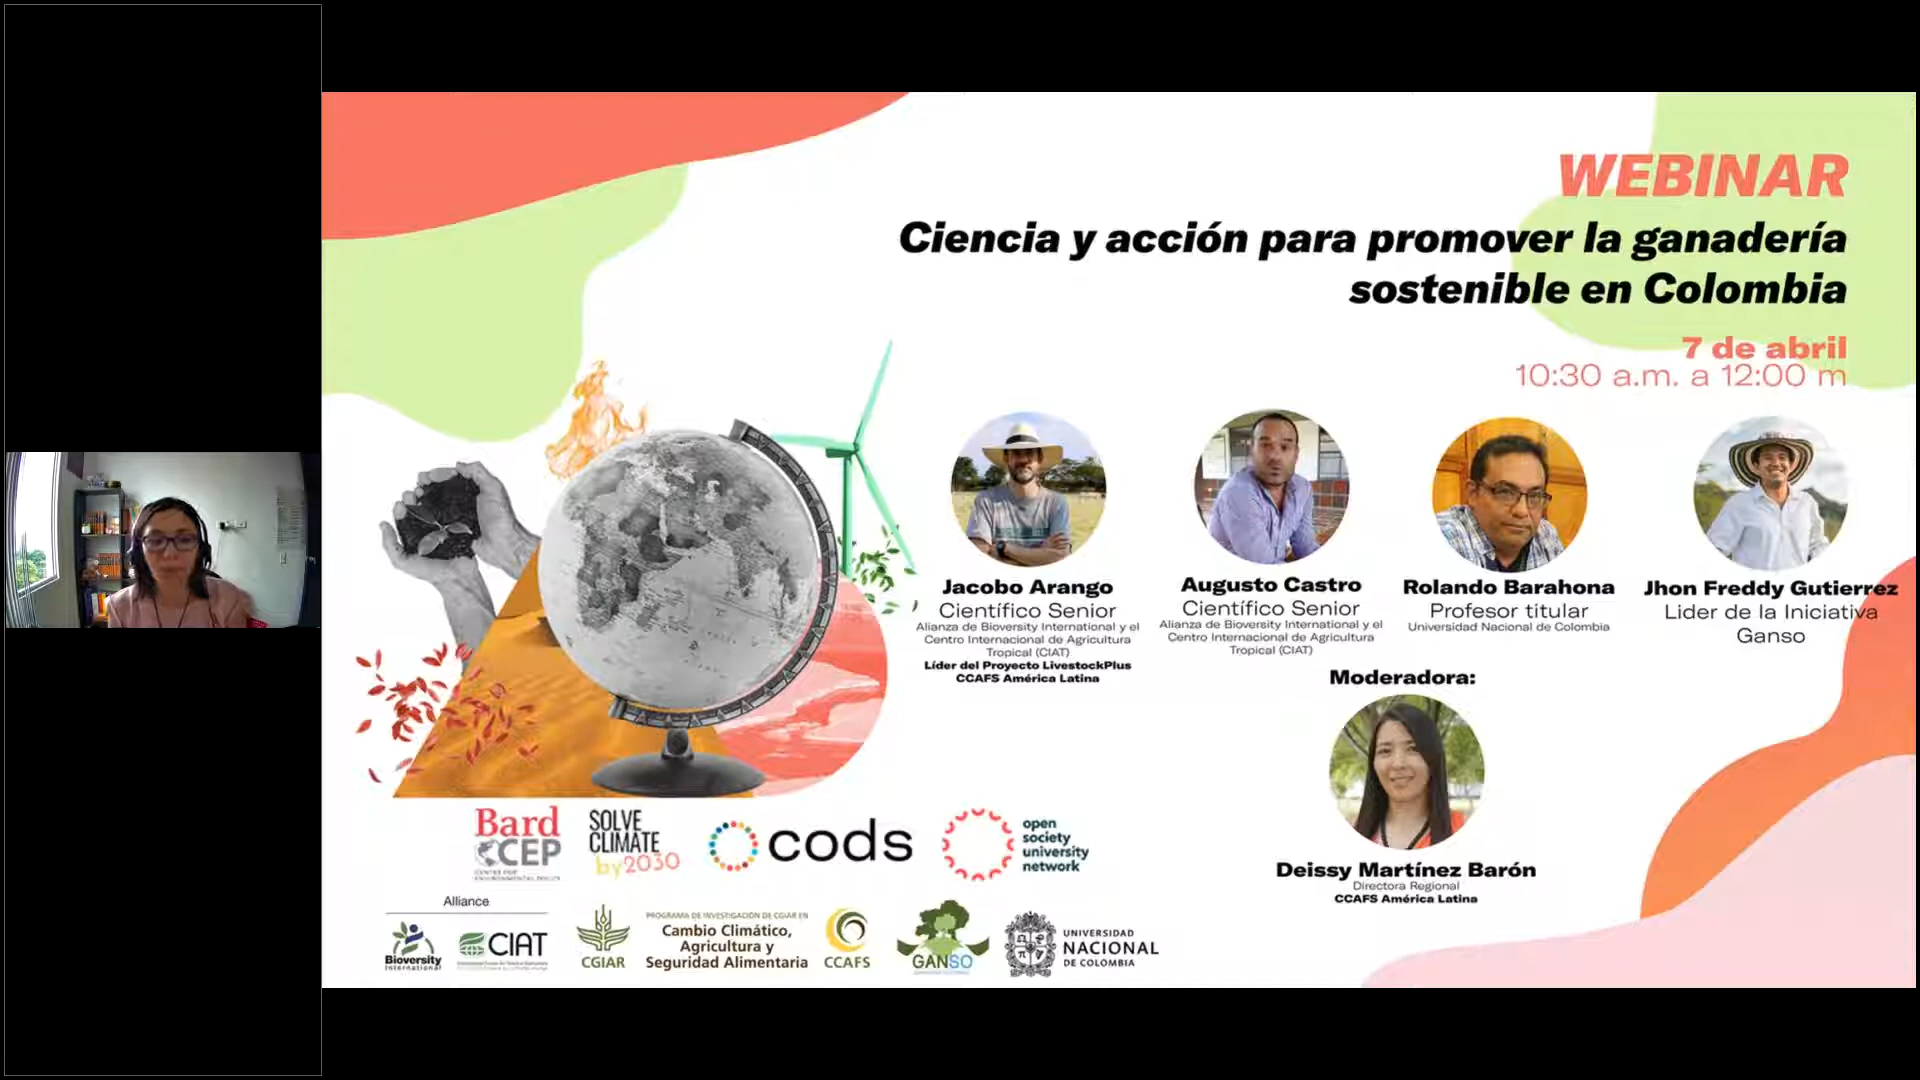 WEBINAR
Ciencia y acción para promover la ganadería
sostenible en Colombia
7 de abril
10:30 a.m. a 12:00 m
Jacobo Arango
Científico Senior
Alianza de Bioversity International y el
Centro Internacional de Agricultura
Tropical (CIAT)
Líder del Proyecto LivestockPlus
CCAFS América Latina
Augusto Castro
Científico Senior
Alianza de Bioversity International y el
Centro Internacional de Agricultura
Tropical (CIAT)
Rolando Barahona
Profesor titular
Universidad Nacional de Colombia
Jhon Freddy Gutierrez
Lider de la Iniciativa
Ganso
Moderadora:
Deissy Martínez Barón
Directora Regional
CCAFS América Latina
Bard
CEP
CENTER FOR
ENVIRONMENTAL POLICY
SOLVE
CLIMATE
by2030
cods
open
society
university
network
Alliance
Bioversity
International
CIAT
CGIAR
PROGRAMA DE INVESTIGACIÓN DE CGIAR EN
Cambio Climático,
Agricultura y
Seguridad Alimentaria
CCAFS
GANSO
UNIVERSIDAD
NACIONAL
DE COLOMBIA